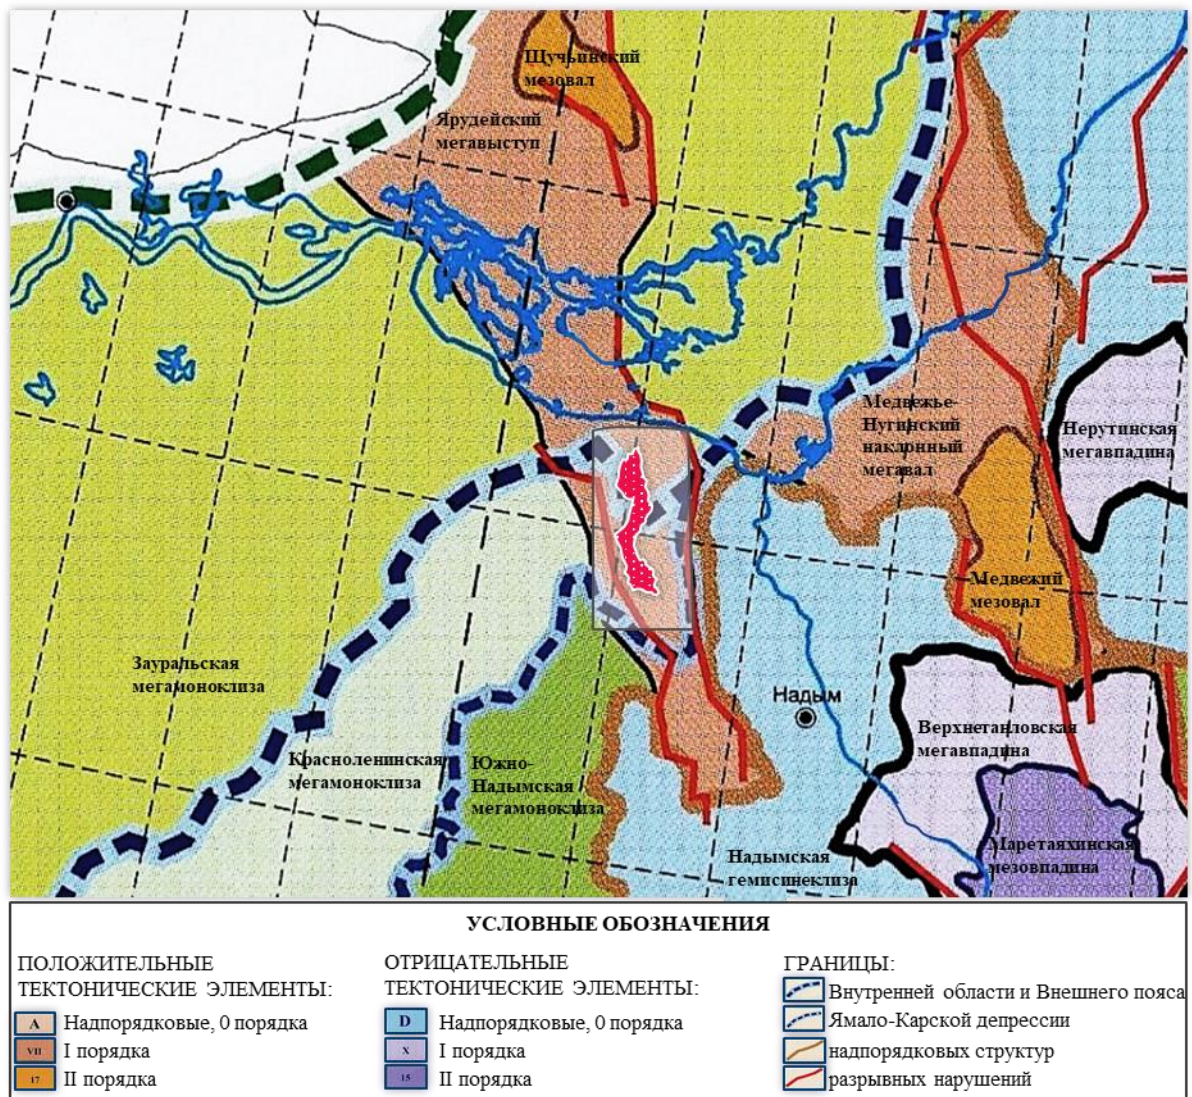 Щучьинский
мезовал
Ярудейский
мегавыступ
Медвежье-
Нугинский
наклонный
мегавал
Нерутинская
мегавпадина
Медвежий
мезовал
Зауральская
мегамоноклиза
Надым
Верхнетанловская
мегавпадина
Красноленинская
мегамоноклиза
Южно-
Надымская
мегамоноклиза
Маретаяхинская
мезовпадина
Надымская
гемисинеклиза
УСЛОВНЫЕ ОБОЗНАЧЕНИЯ
ПОЛОЖИТЕЛЬНЫЕ
ТЕКТОНИЧЕСКИЕ ЭЛЕМЕНТЫ:
A Надпорядковые, 0 порядка
VII I порядка
17 II порядка
ОТРИЦАТЕЛЬНЫЕ
ТЕКТОНИЧЕСКИЕ ЭЛЕМЕНТЫ:
D Надпорядковые, 0 порядка
X I порядка
15 II порядка
ГРАНИЦЫ:
Внутренней области и Внешнего пояса
Ямало-Карской депрессии
надпорядковых структур
разрывных нарушений